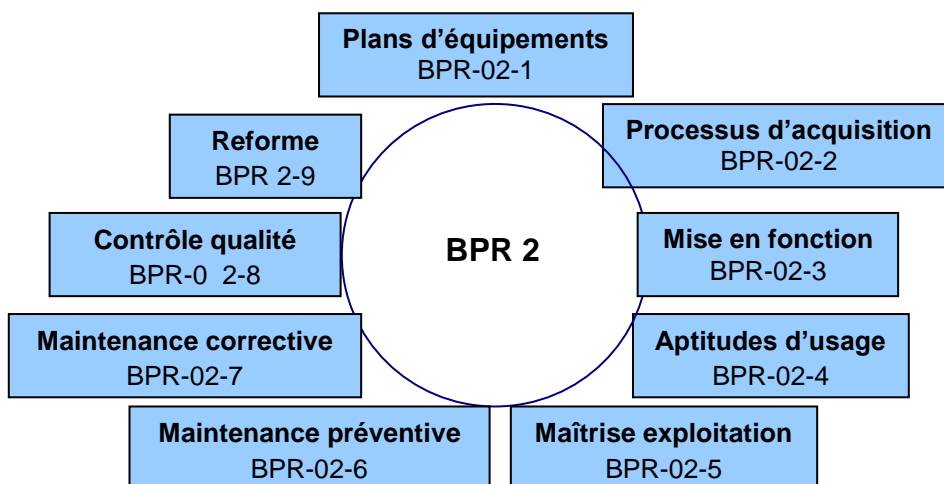 Plans d’équipements
BPR-02-1
Processus d’acquisition
BPR-02-2
Mise en fonction
BPR-02-3
Aptitudes d’usage
BPR-02-4
Maîtrise exploitation
BPR-02-5
Maintenance préventive
BPR-02-6
Maintenance corrective
BPR-02-7
Contrôle qualité
BPR-0 2-8
Reforme
BPR 2-9
BPR 2